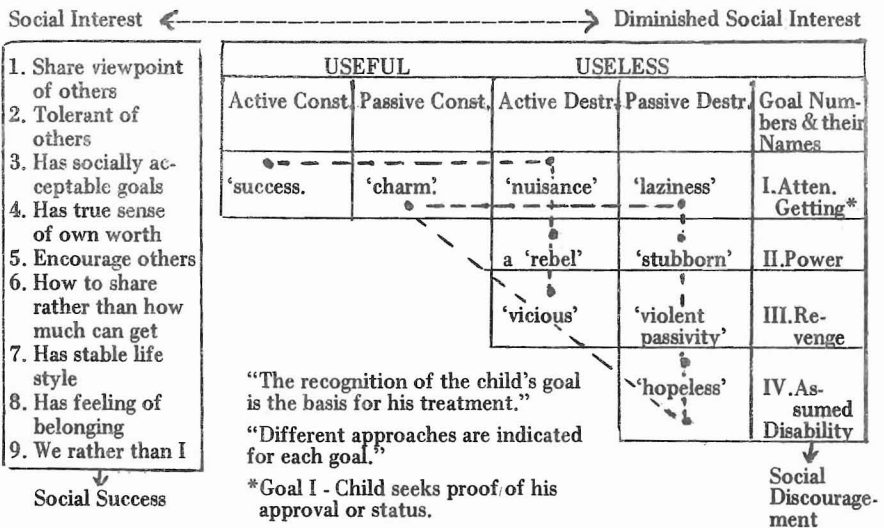 Social Interest Diminished Social Interest
1. Share viewpoint
of others
2. Tolerant of
others
3. Has socially ac-
ceptable goals
4. Has true sense
of own worth
5. Encourage others
6. How to share
rather than how
much can get
7. Has stable life
style
8. Has feeling of
belonging
9. We rather than I
Social Success
USEFUL USELESS
Active Const. Passive Const. Active Destr. Passive Destr. Goal Num-
bers & their
Names
'success. 'charm'. 'nuisance' 'laziness' I.Atten.
Getting*
a 'rebel' 'stubborn' II.Power
'vicious' 'violent
passivity' III.Re-
venge
'hopeless' IV.As-
sumed
Disability
Social
Discourage-
ment
"The recognition of the child's goal
is the basis for his treatment."
"Different approaches are indicated
for each goal."
*Goal I - Child seeks proof of his
approval or status.